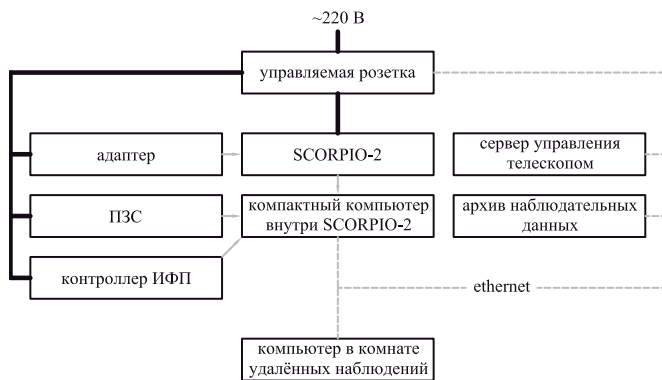 ~220 В
управляемая розетка
адаптер
SCORPIO-2
сервер управления
телескопом
ПЗС
компактный компьютер
внутри SCORPIO-2
архив наблюдательных
данных
контроллер ИФП
ethernet
компьютер в комнате
удалённых наблюдений